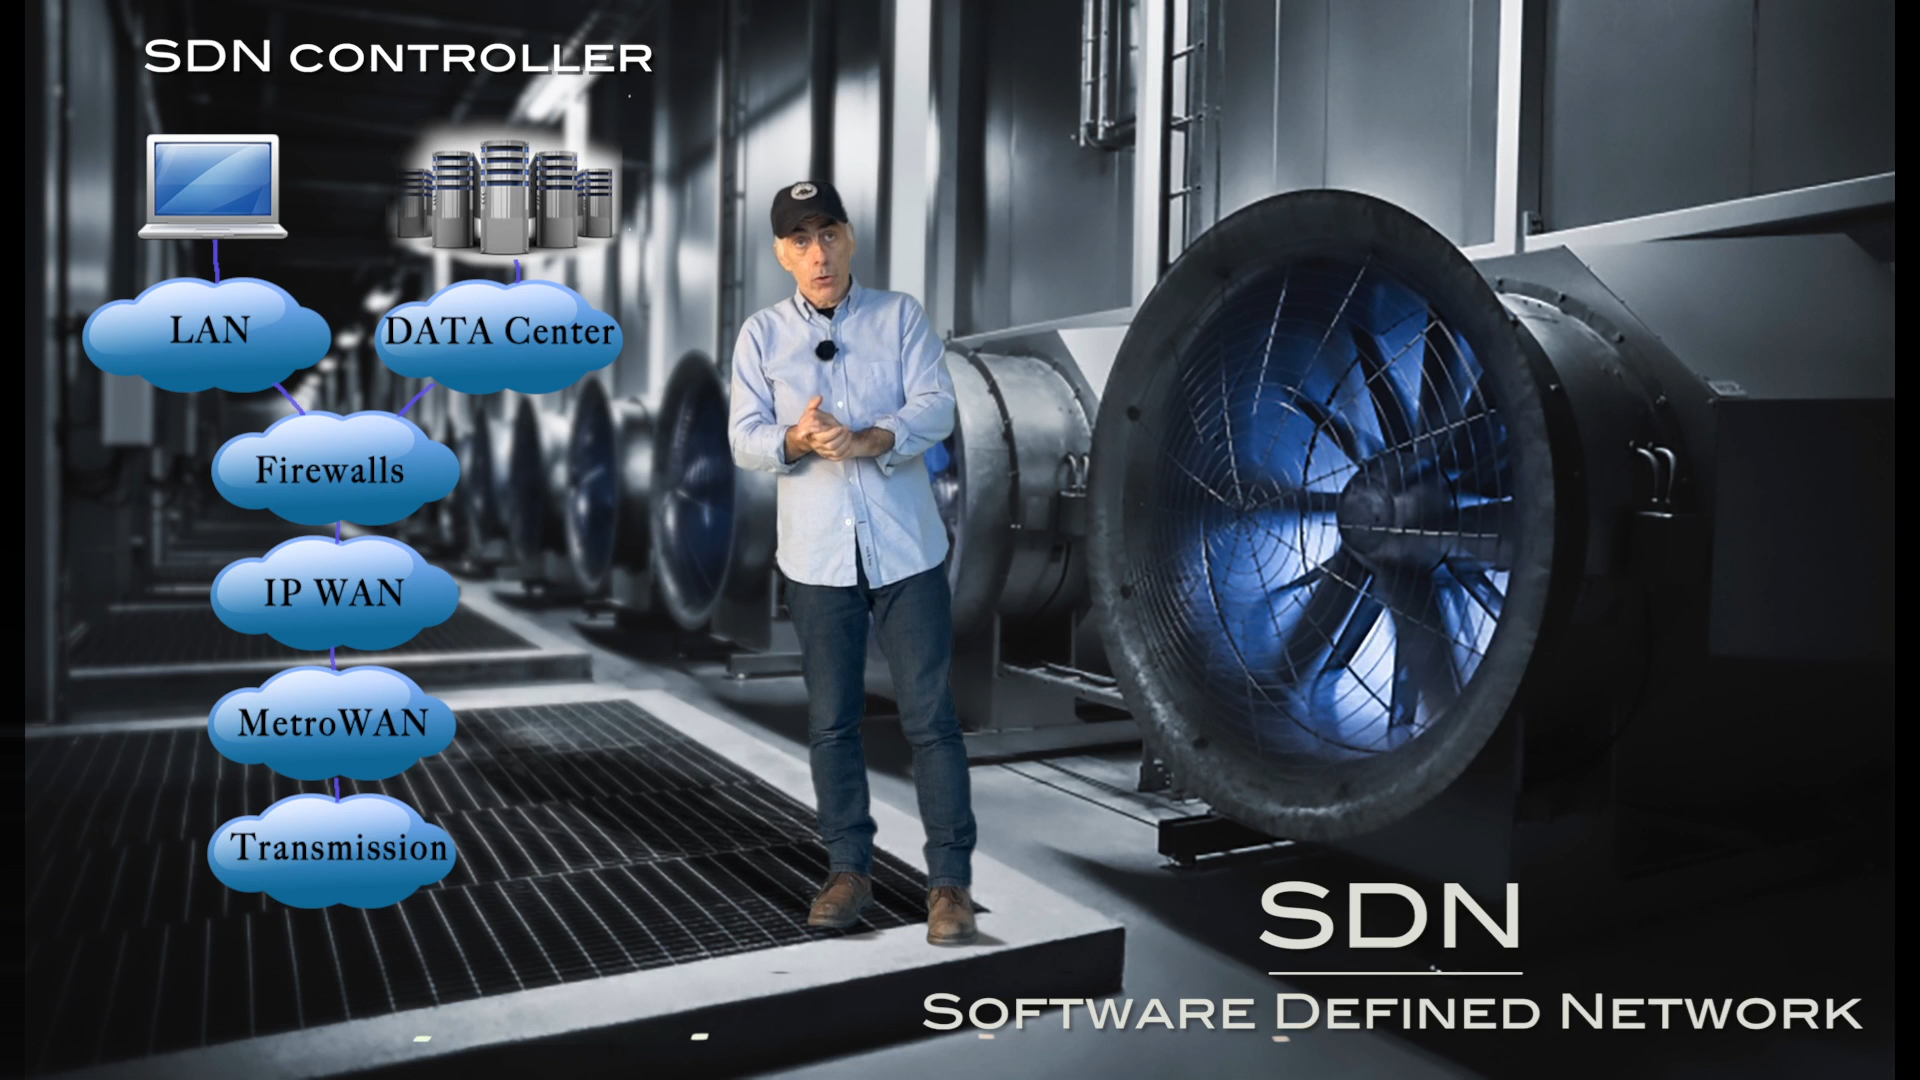 SDN CONTROLLER
LAN
DATA Center
Firewalls
IP WAN
MetroWAN
Transmission
SDN
SOFTWARE DEFINED NETWORK